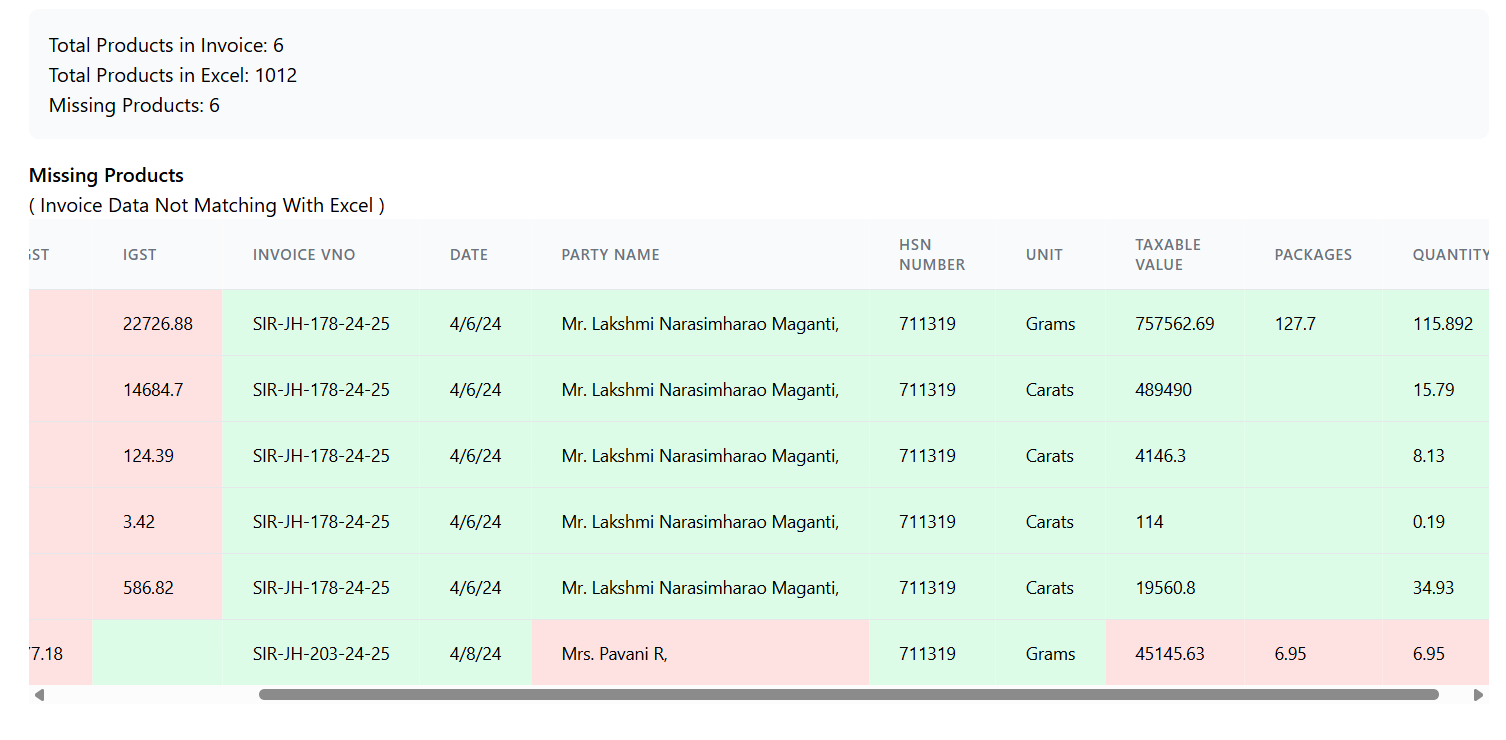 Total Products in Invoice: 6
Total Products in Excel: 1012
Missing Products: 6
Missing Products
( Invoice Data Not Matching With Excel )
IGST INVOICE VNO DATE PARTY NAME HSN NUMBER UNIT TAXABLE VALUE PACKAGES QUANTITY
22726.88 SIR-JH-178-24-25 4/6/24 Mr. Lakshmi Narasimharao Maganti, 711319 Grams 757562.69 127.7 115.892
14684.7 SIR-JH-178-24-25 4/6/24 Mr. Lakshmi Narasimharao Maganti, 711319 Carats 489490 15.79
124.39 SIR-JH-178-24-25 4/6/24 Mr. Lakshmi Narasimharao Maganti, 711319 Carats 4146.3 8.13
3.42 SIR-JH-178-24-25 4/6/24 Mr. Lakshmi Narasimharao Maganti, 711319 Carats 114 0.19
586.82 SIR-JH-178-24-25 4/6/24 Mr. Lakshmi Narasimharao Maganti, 711319 Carats 19560.8 34.93
7.18 SIR-JH-203-24-25 4/8/24 Mrs. Pavani R, 711319 Grams 45145.63 6.95 6.95